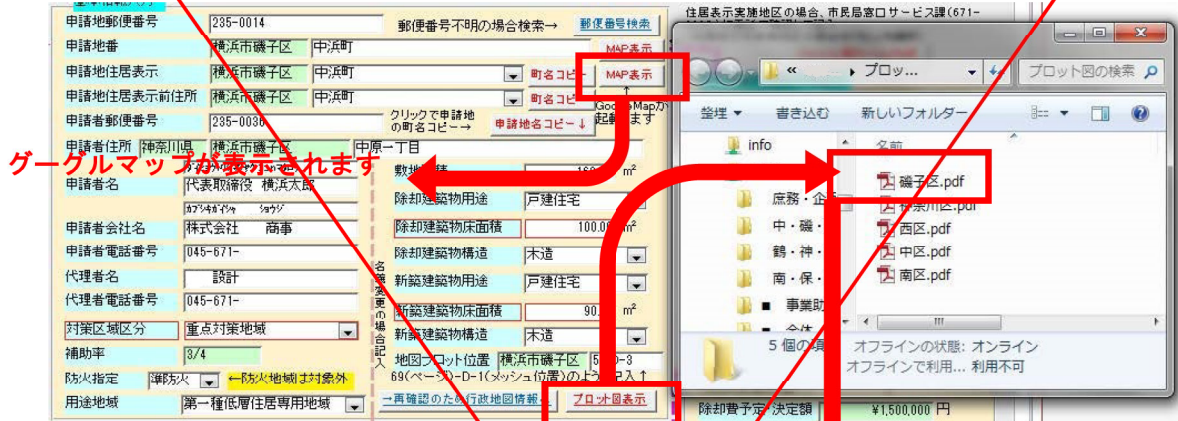 申請地郵便番号 235-0014 郵便番号不明の場合検索→ 郵便番号検索
申請地番 横浜市磯子区 中浜町 MAP表示
申請地住居表示 横浜市磯子区 中浜町 町名コピー MAP表示
申請地住居表示前住所 横浜市磯子区 中浜町 町名コピー
↑
起動 ます
申請者郵便番号 235-0036 クリックで申請地
の町名コピー→ 申請地名コピー↓
申請者住所 神奈川県 横浜市磯子区 中原一丁目
グーグルマップが表示されます
申請者名 代表取締役 横浜太郎
申請者会社名 株式会社 商事
申請者電話番号 045-671-
代理者名 設計
代理者電話番号 045-671-
対策区域区分 重点対策地域
補助率 3/4
防火指定 準防火 ←防火地域は対象外
用途地域 第一種低層住居専用地域
名義変更の場合記入
敷地 積 m²
除却建築物用途 戸建住宅
除却建築物床面積 100.00 m²
除却建築物構造 木造
新築建築物用途 戸建住宅
新築建築物床面積 90. m²
新築建築物構造 木造
地図プロット位置 横浜市磯子区 5 0-3
69(ページ)-D-1(メッシュ位置)のよう 記入↑
→再確認のため行政地図情報へ プロット図表示
住居表示実施地区の場合、市民局窓口サービス課(671-
« プロッ... プロット図の検索
整理 書き込む 新しいフォルダー
info
庶務・企
中・磯・
鶴・神・
南・保・
■ 事業助
■ 全体
名前
磯子区.pdf
神奈川区.pdf
西区.pdf
中区.pdf
南区.pdf
5 個の項 オフラインの状態: オンライン
オフラインで利用... 利用不可
除却費予定・決定額 ¥1,500,000 円